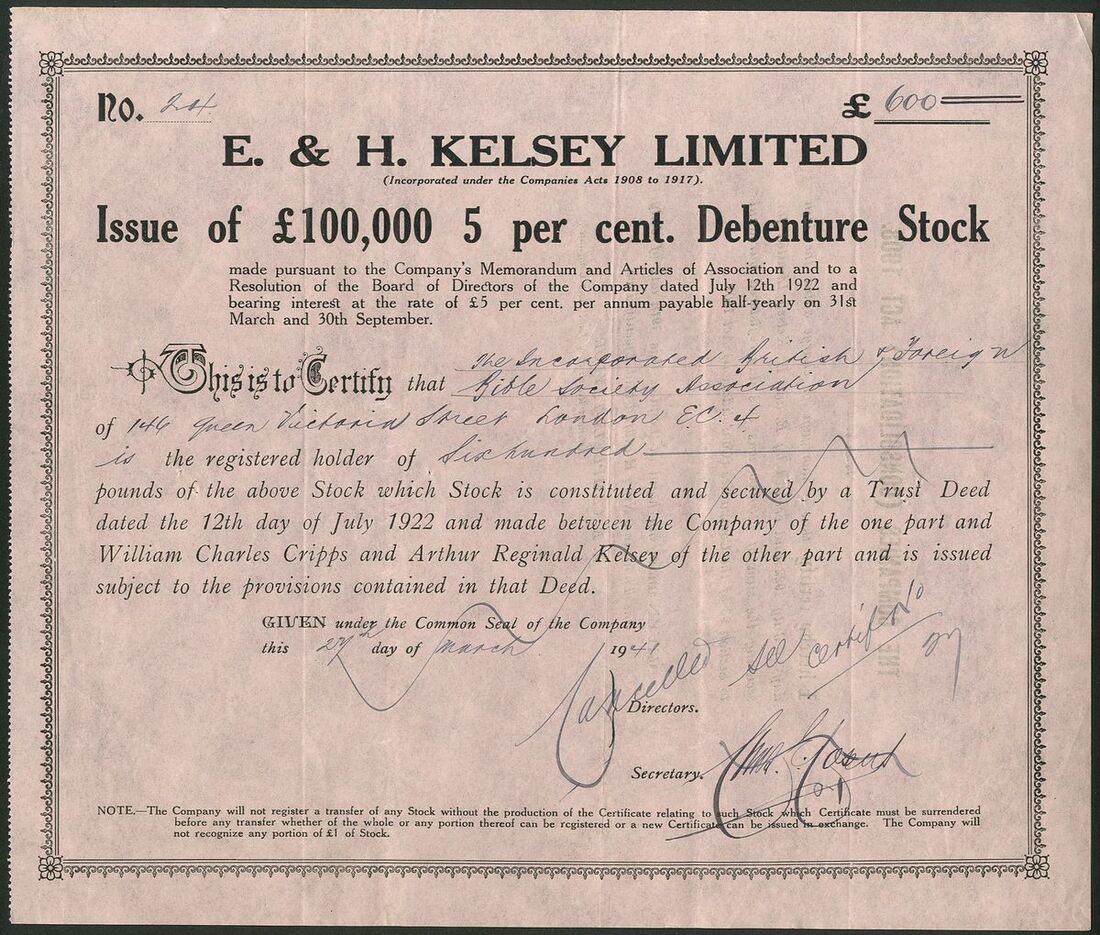 No. 24 £ 600
E. & H. KELSEY LIMITED
(Incorporated under the Companies Acts 1908 to 1917).
Issue of £100,000 5 per cent. Debenture Stock
made pursuant to the Company's Memorandum and Articles of Association and to a
Resolution of the Board of Directors of the Company dated July 12th 1922 and
bearing interest at the rate of £5 per cent. per annum payable half-yearly on 31st
March and 30th September.
The Incorporated British & Foreign
This is to Certify that Bible Society Association
of 146 Queen Victoria Street London E.C. 4
is the registered holder of Six hundred
pounds of the above Stock which Stock is constituted and secured by a Trust Deed
dated the 12th day of July 1922 and made between the Company of the one part and
William Charles Cripps and Arthur Reginald Kelsey of the other part and is issued
subject to the provisions contained in that Deed.
GIVEN under the Common Seal of the Company
this 27th day of March 1941
Cancelled see certif No
Directors.
Secretary.
NOTE.—The Company will not register a transfer of any Stock without the production of the Certificate relating to such Stock which Certificate must be surrendered
before any transfer whether of the whole or any portion thereof can be registered or a new Certificate can be issued in exchange. The Company will
not recognize any portion of £1 of Stock.